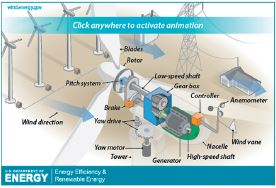 wind.energy.gov
Click anywhere to activate animation
Blades
Rotor
Pitch system
Low-speed shaft
Gear box
Controller
Anemometer
Brake
Wind direction
Yaw drive
Wind vane
Yaw motor
Tower
Generator
High-speed shaft
Nacelle
U.S. DEPARTMENT OF
ENERGY
Energy Efficiency &
Renewable Energy